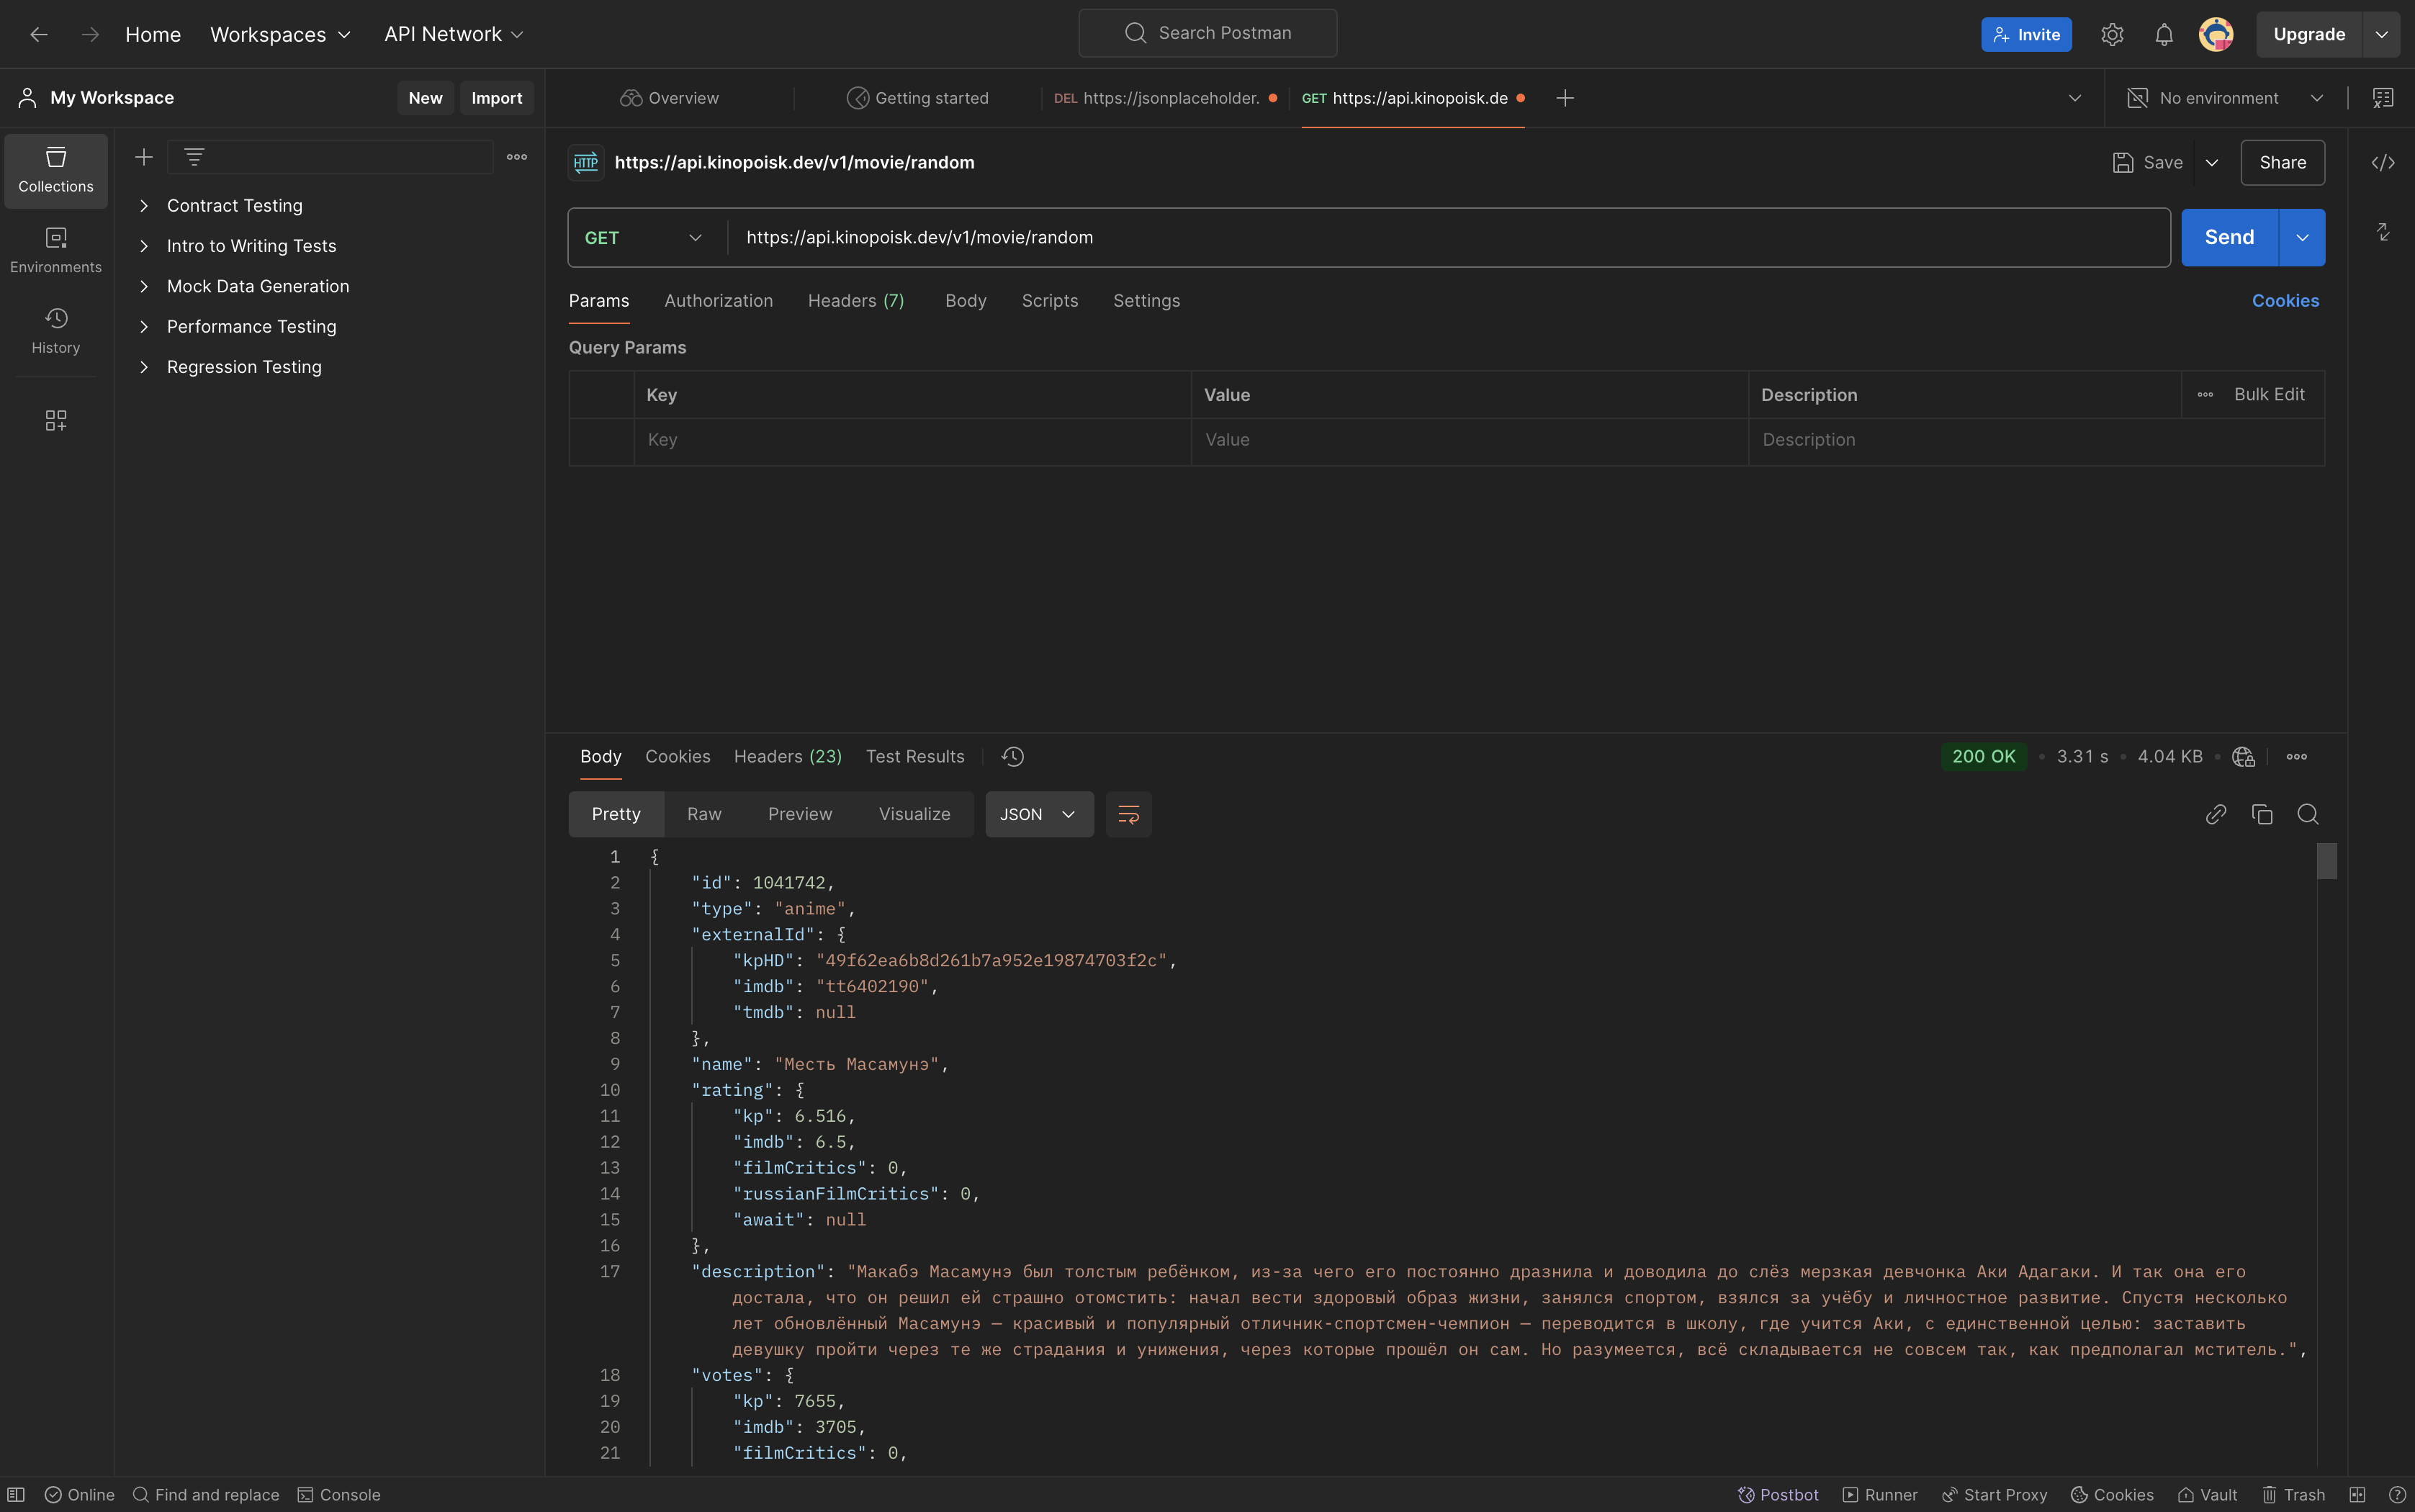 Home Workspaces API Network Search Postman Invite Upgrade
My Workspace New Import Overview Getting started DEL https://jsonplaceholder. GET https://api.kinopoisk.de No environment
Collections
Environments
History
Contract Testing
Intro to Writing Tests
Mock Data Generation
Performance Testing
Regression Testing
HTTP https://api.kinopoisk.dev/v1/movie/random Save Share
GET https://api.kinopoisk.dev/v1/movie/random Send
Params Authorization Headers (7) Body Scripts Settings Cookies
Query Params
Key Value Description Bulk Edit
Key Value Description
Body Cookies Headers (23) Test Results 200 OK 3.31 s 4.04 KB
Pretty Raw Preview Visualize JSON
1 {
2 "id": 1041742,
3 "type": "anime",
4 "externalId": {
5 "kpHD": "49f62ea6b8d261b7a952e19874703f2c",
6 "imdb": "tt6402190",
7 "tmdb": null
8 },
9 "name": "Месть Масамунэ",
10 "rating": {
11 "kp": 6.516,
12 "imdb": 6.5,
13 "filmCritics": 0,
14 "russianFilmCritics": 0,
15 "await": null
16 },
17 "description": "Макабэ Масамунэ был толстым ребёнком, из-за чего его постоянно дразнила и доводила до слёз мерзкая девчонка Аки Адагаки. И так она его
достала, что он решил ей страшно отомстить: начал вести здоровый образ жизни, занялся спортом, взялся за учёбу и личностное развитие. Спустя несколько
лет обновлённый Масамунэ — красивый и популярный отличник-спортсмен-чемпион — переводится в школу, где учится Аки, с единственной целью: заставить
девушку пройти через те же страдания и унижения, через которые прошёл он сам. Но разумеется, всё складывается не совсем так, как предполагал мститель.",
18 "votes": {
19 "kp": 7655,
20 "imdb": 3705,
21 "filmCritics": 0,
Online Find and replace Console Postbot Runner Start Proxy Cookies Vault Trash